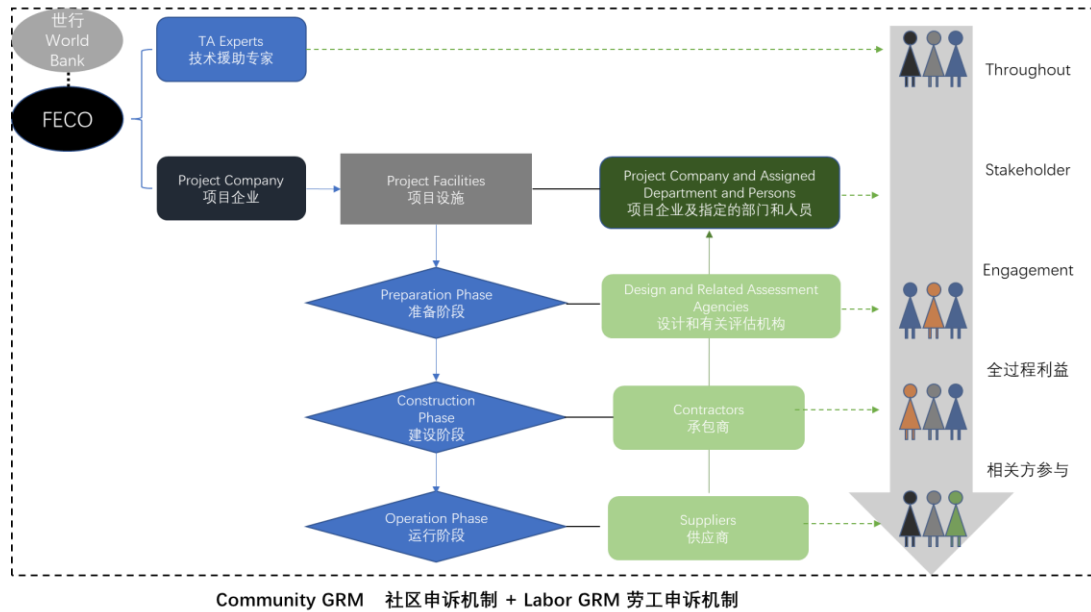 世行
World
Bank
FECO
TA Experts
技术援助专家
Project Company
项目企业
Project Facilities
项目设施
Project Company and Assigned
Department and Persons
项目企业及指定的部门和人员
Preparation Phase
准备阶段
Design and Related Assessment
Agencies
设计和有关评估机构
Construction
Phase
建设阶段
Contractors
承包商
Operation Phase
运行阶段
Suppliers
供应商
Throughout
Stakeholder
Engagement
全过程利益
相关方参与
Community GRM 社区申诉机制 + Labor GRM 劳工申诉机制